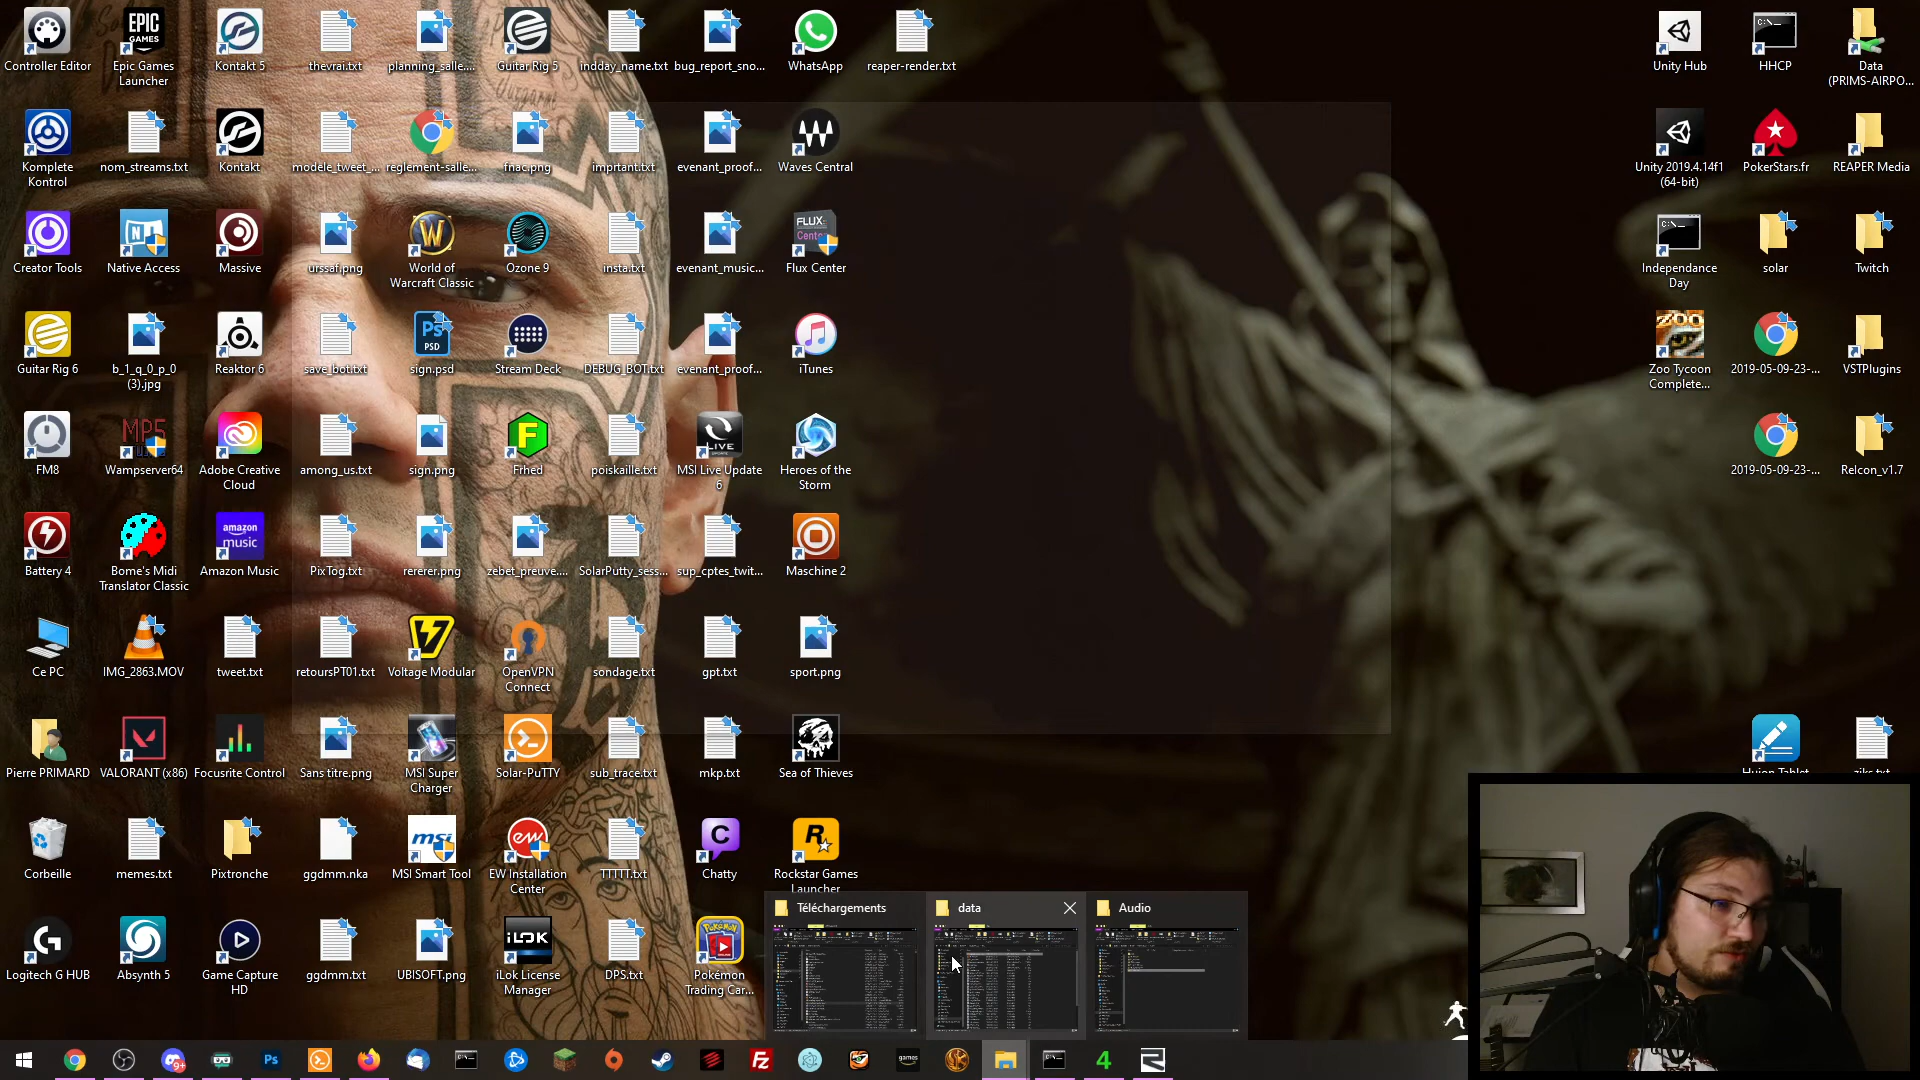 Controller Editor
Epic Games
Launcher
Kontakt 5
thevrai.txt
planning_salle....
Guitar Rig 5
indday_name.txt
bug_report_sno...
WhatsApp
reaper-render.txt
Unity Hub
HHCP
Data
(PRIMS-AIRPO...
Komplete
Kontrol
nom_streams.txt
Kontakt
modele_tweet_...
reglement-salle...
fnac.png
imprtant.txt
evenant_proof...
Waves Central
Unity 2019.4.14f1
(64-bit)
PokerStars.fr
REAPER Media
Creator Tools
Native Access
Massive
urssaf.png
World of
Warcraft Classic
Ozone 9
insta.txt
evenant_music...
Flux Center
Independance
Day
solar
Twitch
Guitar Rig 6
b_1_q_0_p_0
(3).jpg
Reaktor 6
save_bot.txt
sign.psd
Stream Deck
DEBUG_BOT.txt
evenant_proof...
iTunes
Zoo Tycoon
Complete...
2019-05-09-23-...
VSTPlugins
FM8
Wampserver64
Adobe Creative
Cloud
among_us.txt
sign.png
Frhed
poiskaille.txt
MSI Live Update
6
Heroes of the
Storm
2019-05-09-23-...
Relcon_v1.7
Battery 4
Bome's Midi
Translator Classic
Amazon Music
PixTog.txt
rererer.png
zebet_preuve....
SolarPutty_sess...
sup_cptes_twit...
Maschine 2
Ce PC
IMG_2863.MOV
tweet.txt
retoursPT01.txt
Voltage Modular
OpenVPN
Connect
sondage.txt
gpt.txt
sport.png
Pierre PRIMARD
VALORANT (x86)
Focusrite Control
Sans titre.png
MSI Super
Charger
Solar-PuTTY
sub_trace.txt
mkp.txt
Sea of Thieves
Huion Tablet
ziks.txt
Corbeille
memes.txt
Pixtronche
ggdmm.nka
MSI Smart Tool
EW Installation
Center
TTTTT.txt
Chatty
Rockstar Games
Launcher
Téléchargements
data
Audio
Logitech G HUB
Absynth 5
Game Capture
HD
ggdmm.txt
UBISOFT.png
iLok License
Manager
DPS.txt
Pokémon
Trading Car...